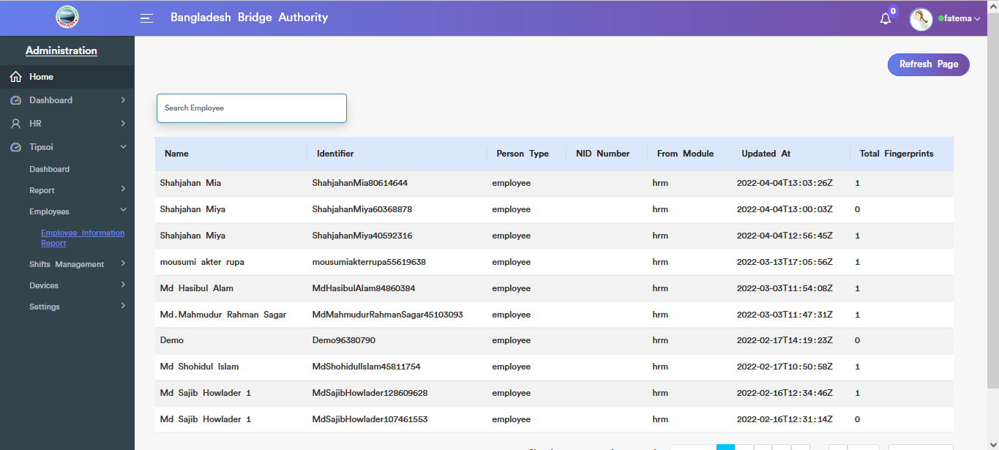 Bangladesh Bridge Authority
0
fatema
Administration
Home
Dashboard
HR
Tipsoi
Dashboard
Report
Employees
Employee Information
Report
Shifts Management
Devices
Settings
Refresh Page
Search Employee
Name Identifier Person Type NID Number From Module Updated At Total Fingerprints
Shahjahan Mia ShahjahanMia80614644 employee hrm 2022-04-04T13:03:26Z 1
Shahjahan Miya ShahjahanMiya60368878 employee hrm 2022-04-04T13:00:03Z 0
Shahjahan Miya ShahjahanMiya40592316 employee hrm 2022-04-04T12:56:45Z 1
mousumi akter rupa mousumiakterrupa55619638 employee hrm 2022-03-13T17:05:56Z 1
Md Hasibul Alam MdHasibulAlam84860384 employee hrm 2022-03-03T11:54:08Z 1
Md.Mahmudur Rahman Sagar MdMahmudurRahmanSagar45103093 employee hrm 2022-03-03T11:47:31Z 1
Demo Demo96380790 employee hrm 2022-02-17T14:19:23Z 0
Md Shohidul Islam MdShohidulIslam45811754 employee hrm 2022-02-17T10:50:58Z 1
Md Sajib Howlader 1 MdSajibHowlader128609628 employee hrm 2022-02-16T12:34:46Z 1
Md Sajib Howlader 1 MdSajibHowlader107461553 employee hrm 2022-02-16T12:31:14Z 0